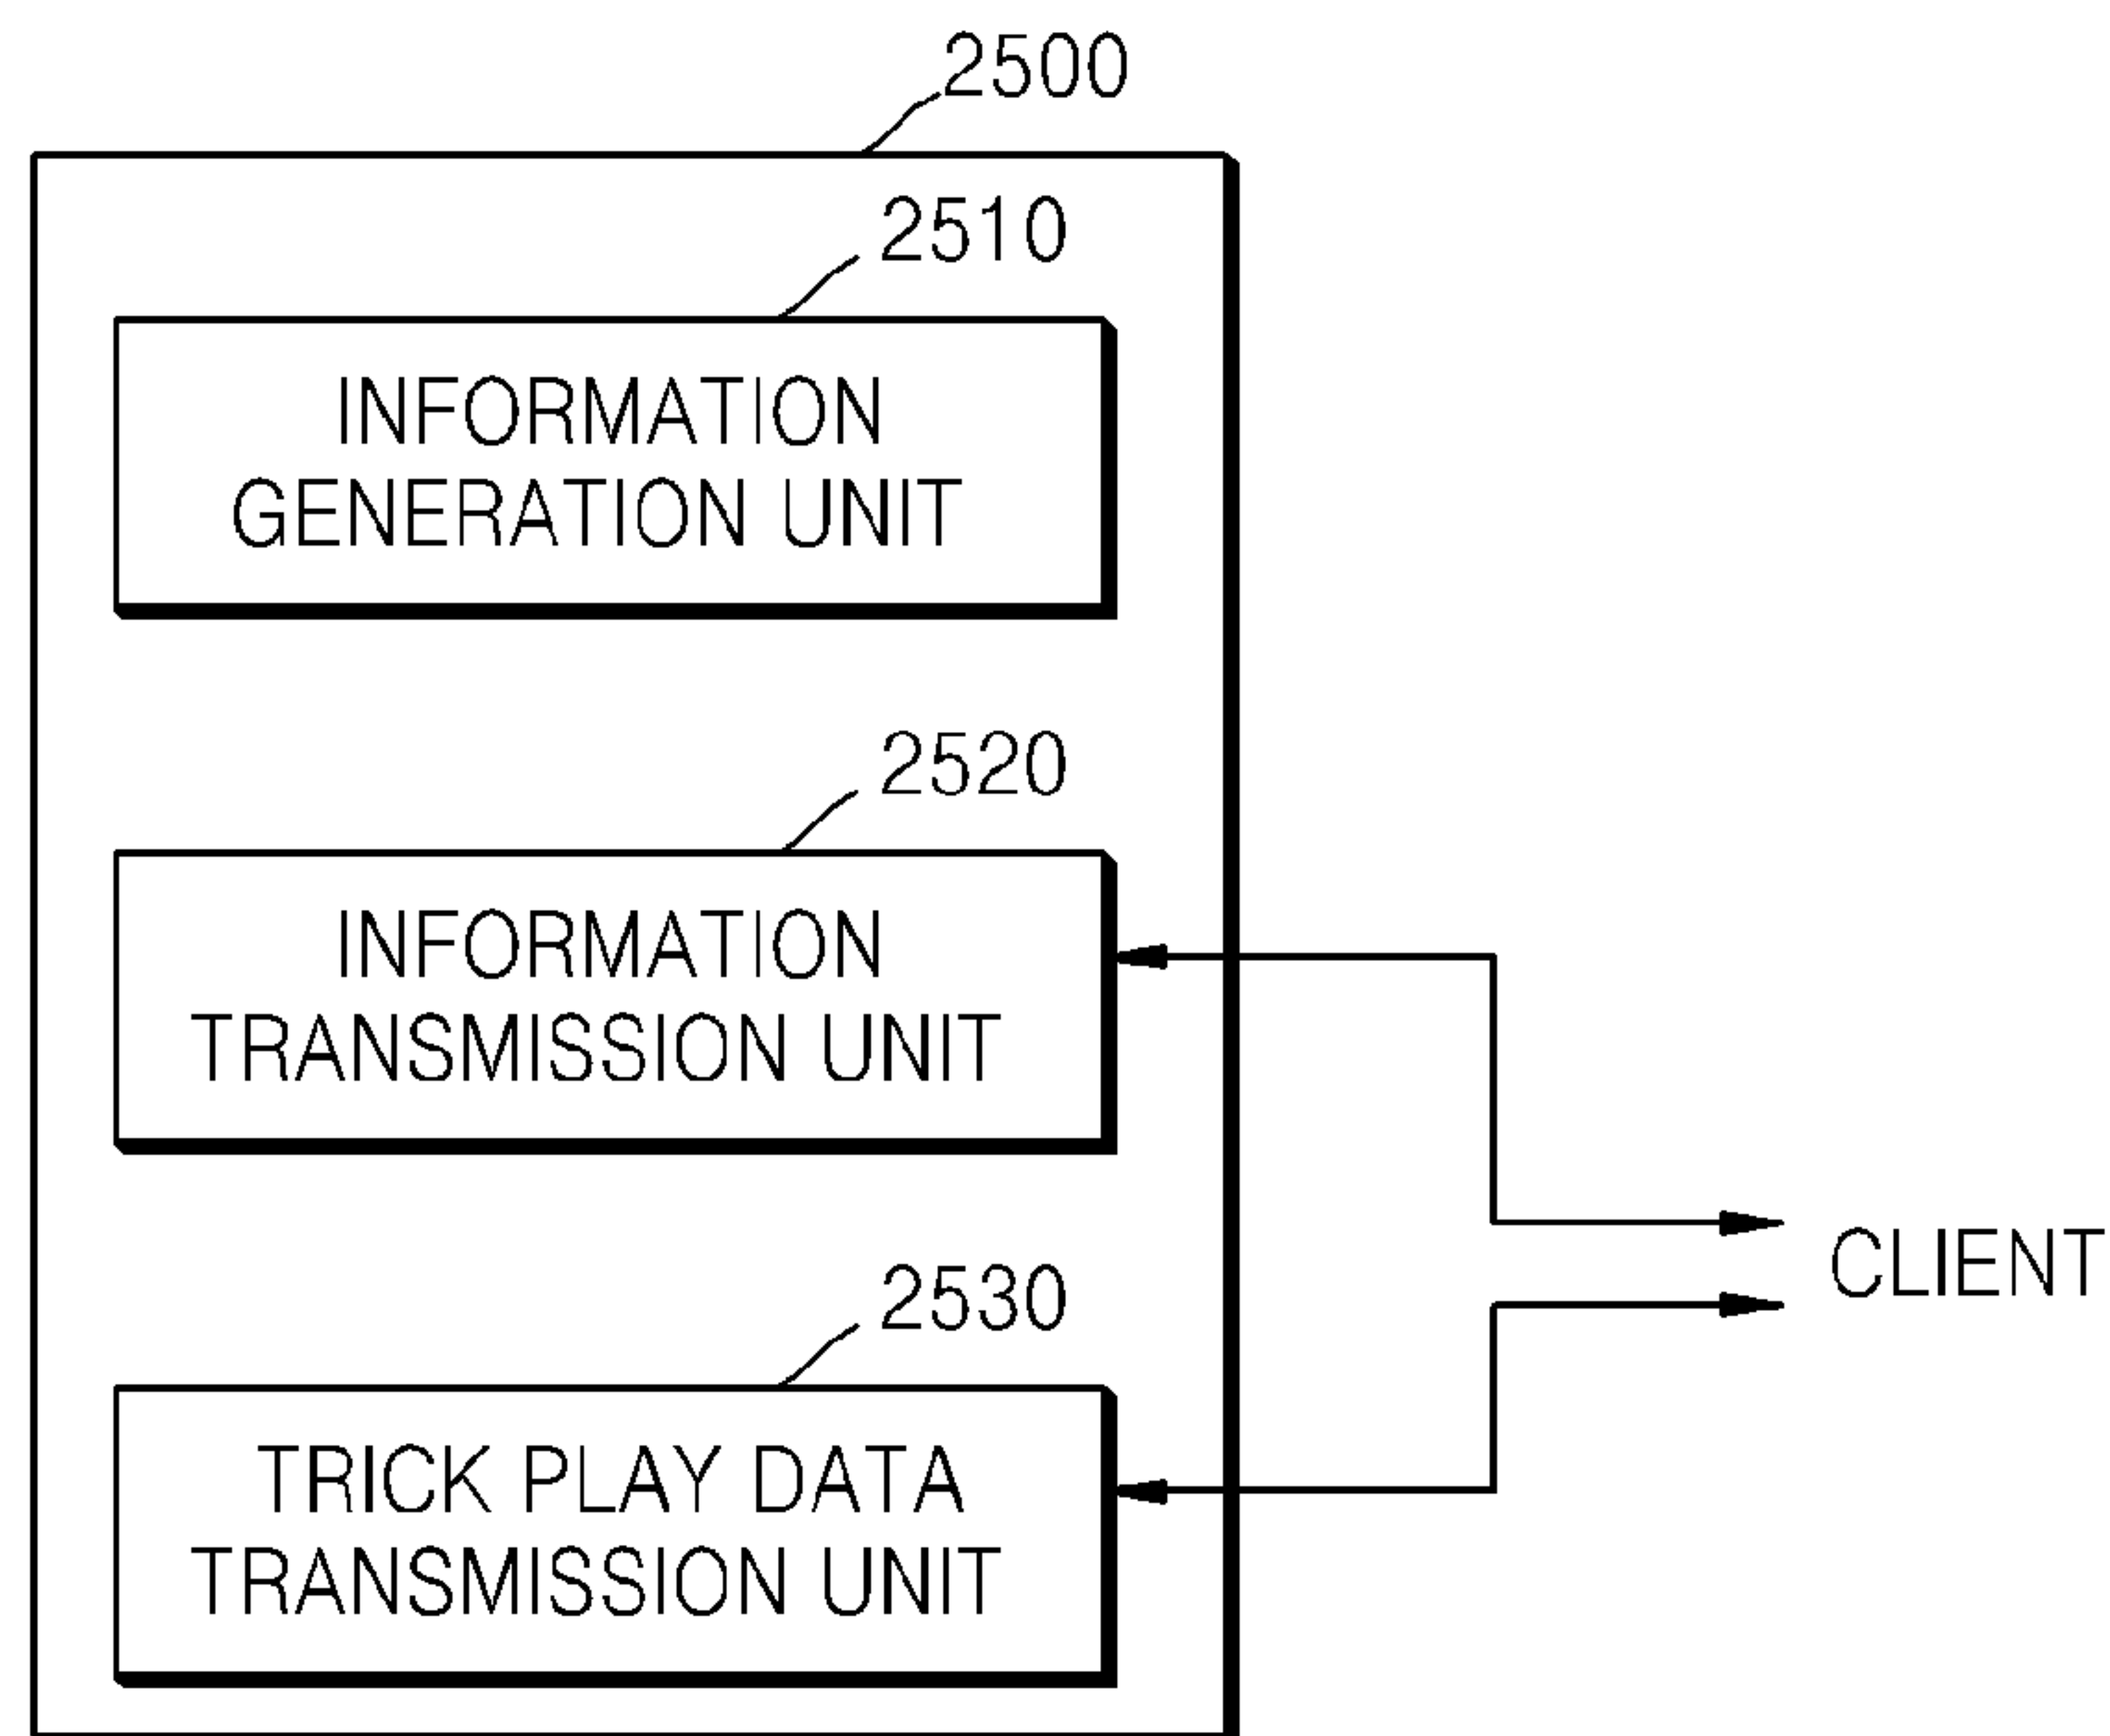 2500
2510
INFORMATION
GENERATION UNIT
2520
INFORMATION
TRANSMISSION UNIT
CLIENT
2530
TRICK PLAY DATA
TRANSMISSION UNIT